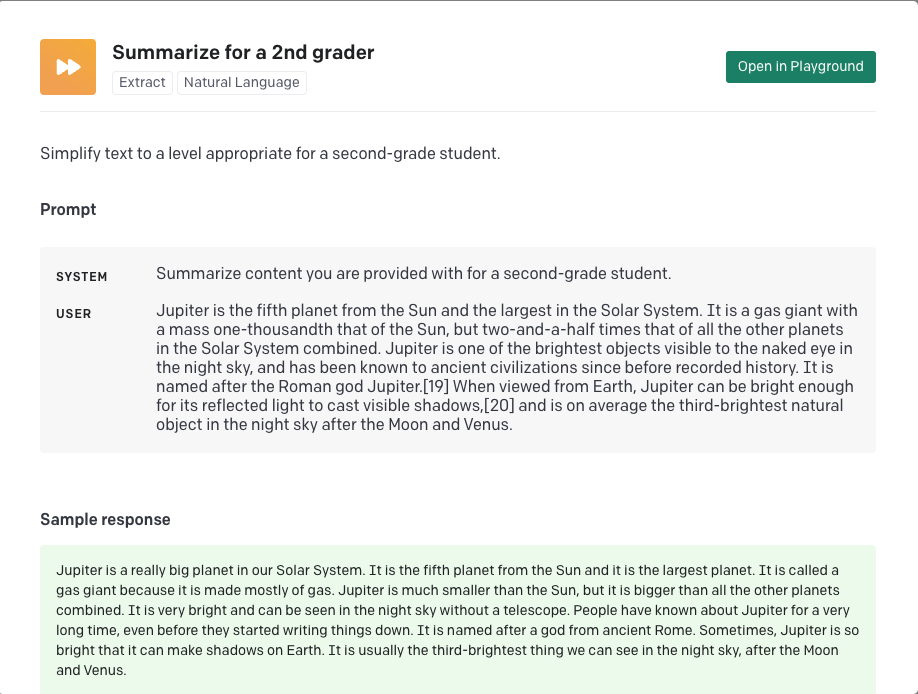 Summarize for a 2nd grader
Extract Natural Language
Open in Playground
Simplify text to a level appropriate for a second-grade student.
Prompt
SYSTEM Summarize content you are provided with for a second-grade student.
USER Jupiter is the fifth planet from the Sun and the largest in the Solar System. It is a gas giant with
a mass one-thousandth that of the Sun, but two-and-a-half times that of all the other planets
in the Solar System combined. Jupiter is one of the brightest objects visible to the naked eye in
the night sky, and has been known to ancient civilizations since before recorded history. It is
named after the Roman god Jupiter.[19] When viewed from Earth, Jupiter can be bright enough
for its reflected light to cast visible shadows,[20] and is on average the third-brightest natural
object in the night sky after the Moon and Venus.
Sample response
Jupiter is a really big planet in our Solar System. It is the fifth planet from the Sun and it is the largest planet. It is called a
gas giant because it is made mostly of gas. Jupiter is much smaller than the Sun, but it is bigger than all the other planets
combined. It is very bright and can be seen in the night sky without a telescope. People have known about Jupiter for a very
long time, even before they started writing things down. It is named after a god from ancient Rome. Sometimes, Jupiter is so
bright that it can make shadows on Earth. It is usually the third-brightest thing we can see in the night sky, after the Moon
and Venus.